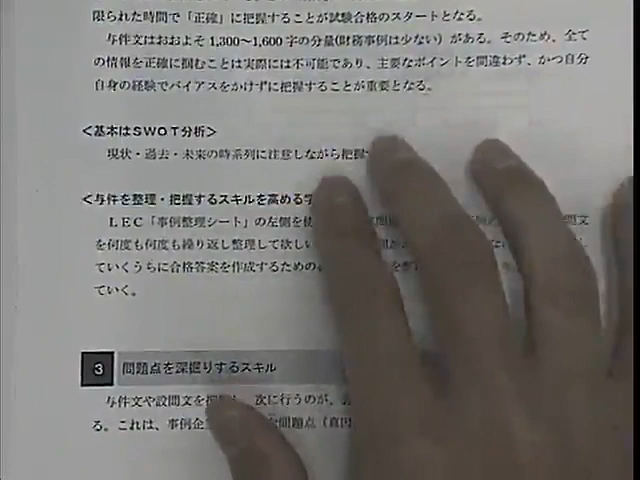 限られた時間で「正確」に把握することが試験合格のスタートとなる。
与件文はおおよそ1,300〜1,600字の分量(財務事例は少ない)がある。そのため、全て
の情報を正確に掴むことは実際には不可能であり、主要なポイントを間違わず、かつ自分
自身の経験でバイアスをかけずに把握することが重要となる。
<基本はSWOT分析>
現状・過去・未来の時系列に注意しながら把握
<与件を整理・把握するスキルを高める学
LEC「事例整理シート」の左側を使
を何度も何度も繰り返し整理して欲しい
ていくうちに合格答案を作成するための
ていく。
3 問題点を深掘りするスキル
与件文や設問文を 次に行うのが、
る。これは、事例企 問題点(真因